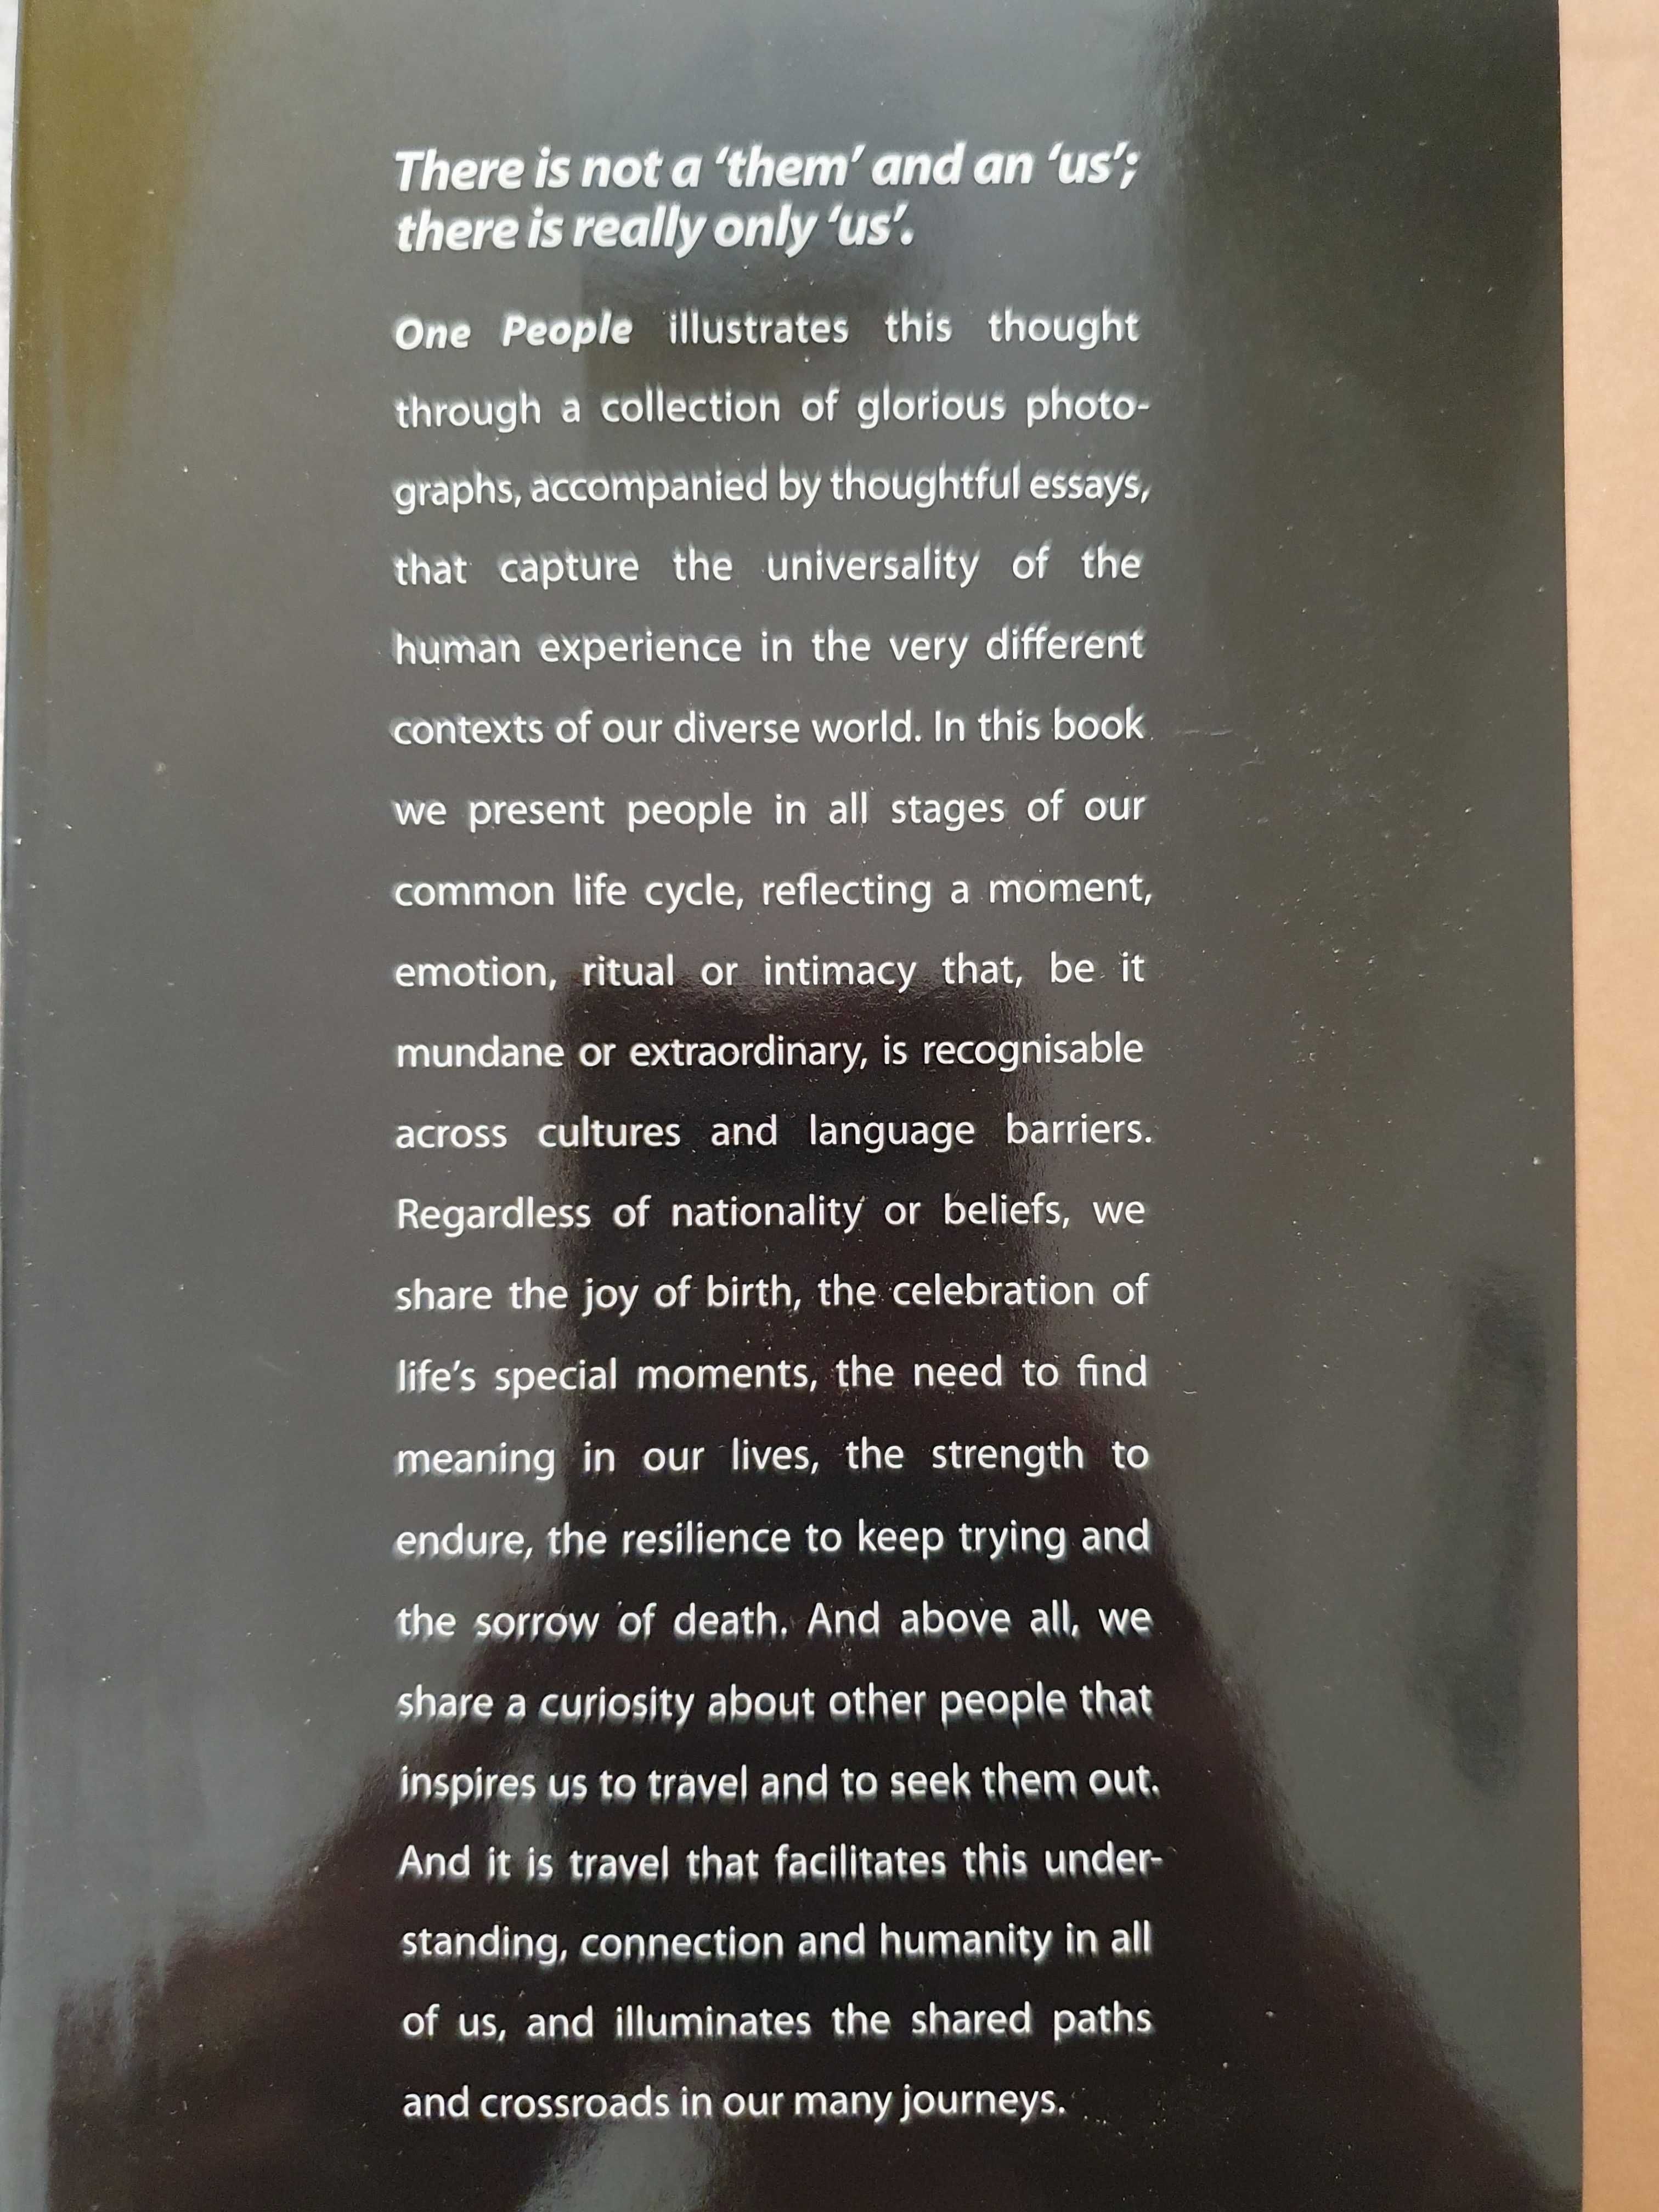 There is not a ‘them’ and an ‘us’;
there is really only ‘us’.
One People illustrates this thought
through a collection of glorious photo-
graphs, accompanied by thoughtful essays,
that capture the universality of the
human experience in the very different
contexts of our diverse world. In this book
we present people in all stages of our
common life cycle, reflecting a moment,
emotion, ritual or intimacy that, be it
mundane or extraordinary, is recognisable
across cultures and language barriers.
Regardless of nationality or beliefs, we
share the joy of birth, the celebration of
life’s special moments, the need to find
meaning in our lives, the strength to
endure, the resilience to keep trying and
the sorrow of death. And above all, we
share a curiosity about other people that
inspires us to travel and to seek them out.
And it is travel that facilitates this under-
standing, connection and humanity in all
of us, and illuminates the shared paths
and crossroads in our many journeys.